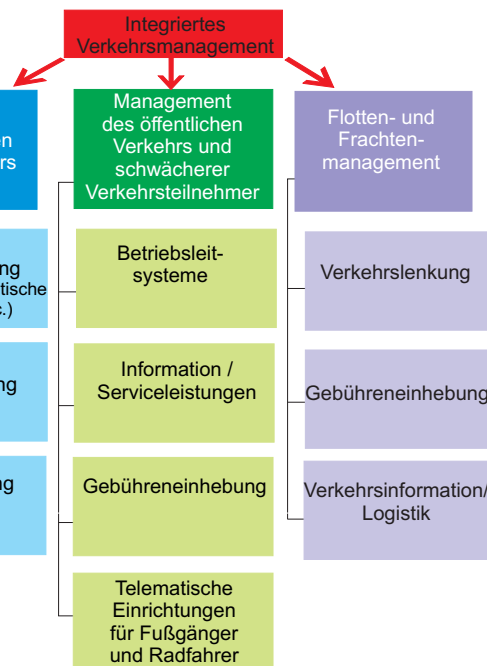 Integriertes
Verkehrsmanagement
Management
des öffentlichen
Verkehrs und
schwächerer
Verkehrsteilnehmer
Betriebsleit-
systeme
Information /
Serviceleistungen
Gebühreneinhebung
Telematische
Einrichtungen
für Fußgänger
und Radfahrer
Flotten- und
Frachten-
management
Verkehrslenkung
Gebühreneinhebung
Verkehrsinformation/
Logistik